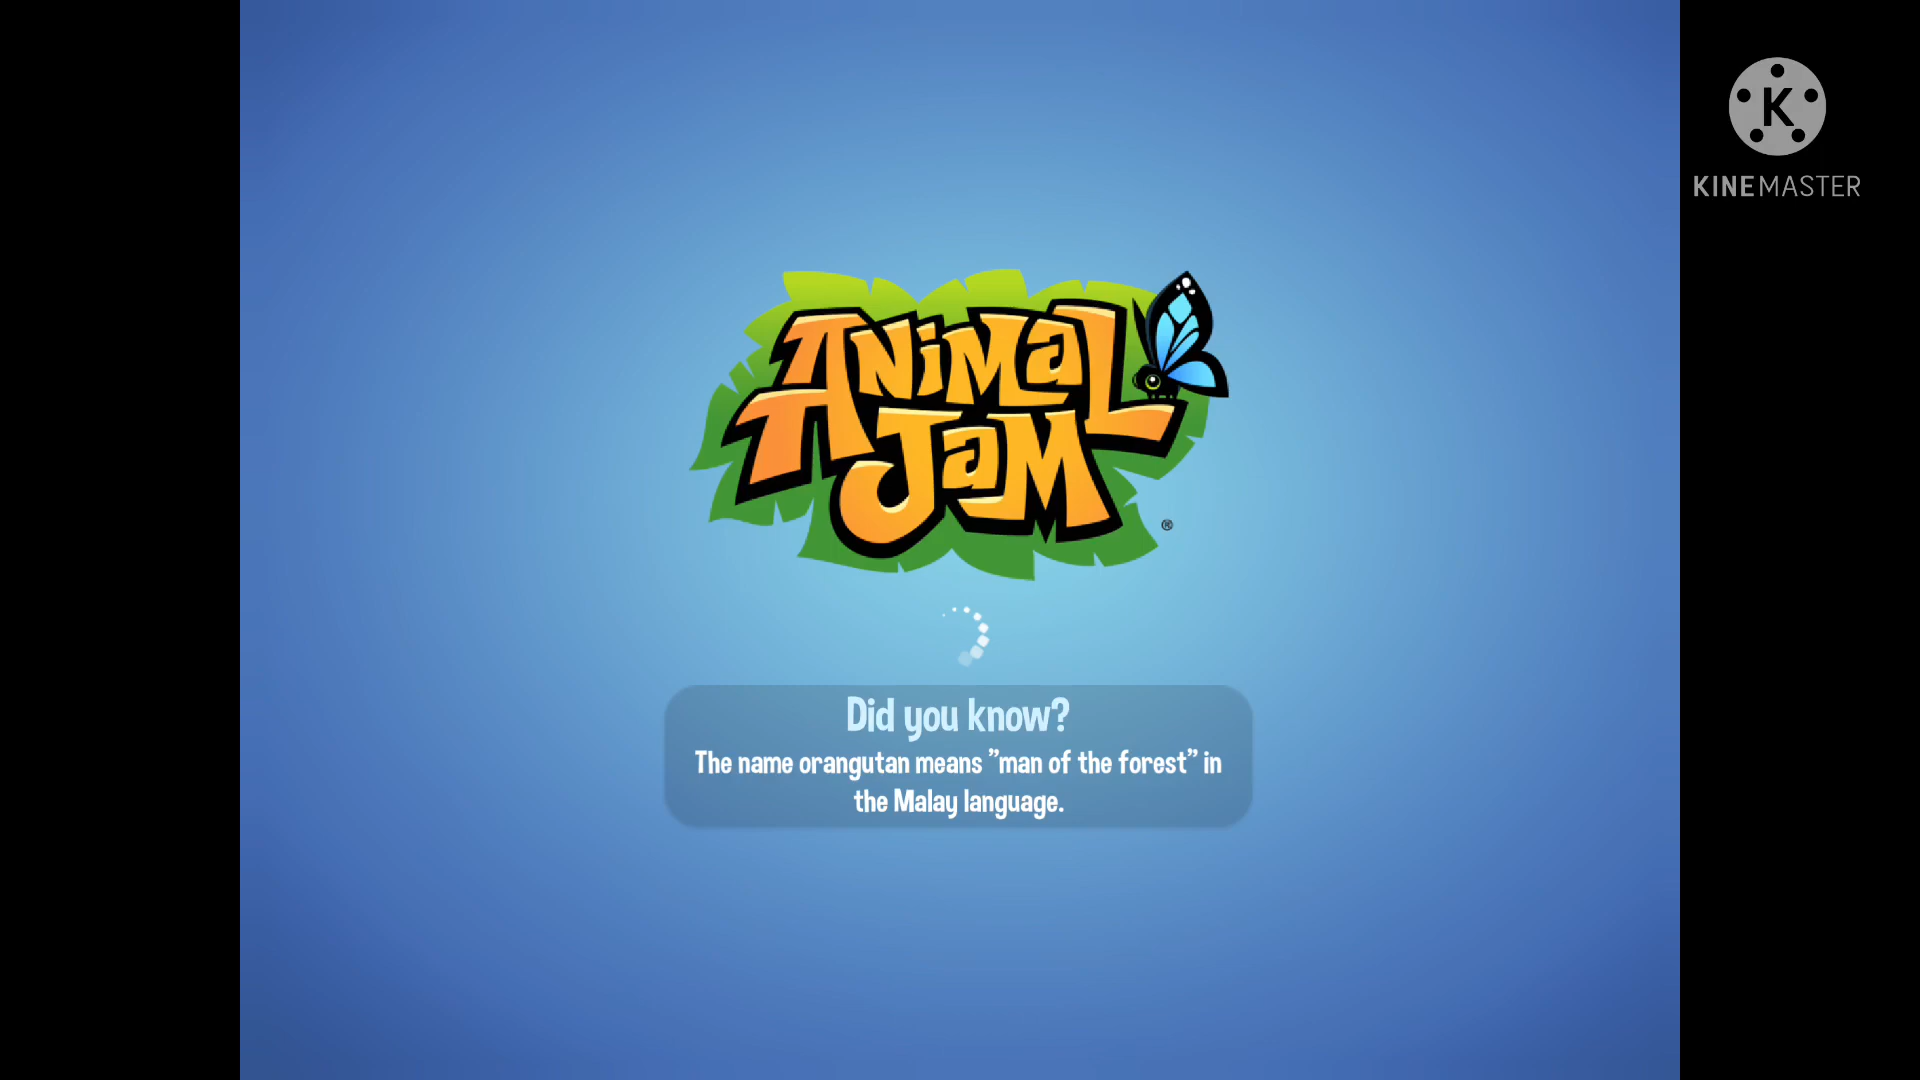 K
KINEMASTER
ANiMaL
JaM
®
Did you know?
The name orangutan means ”man of the forest” in
the Malay language.